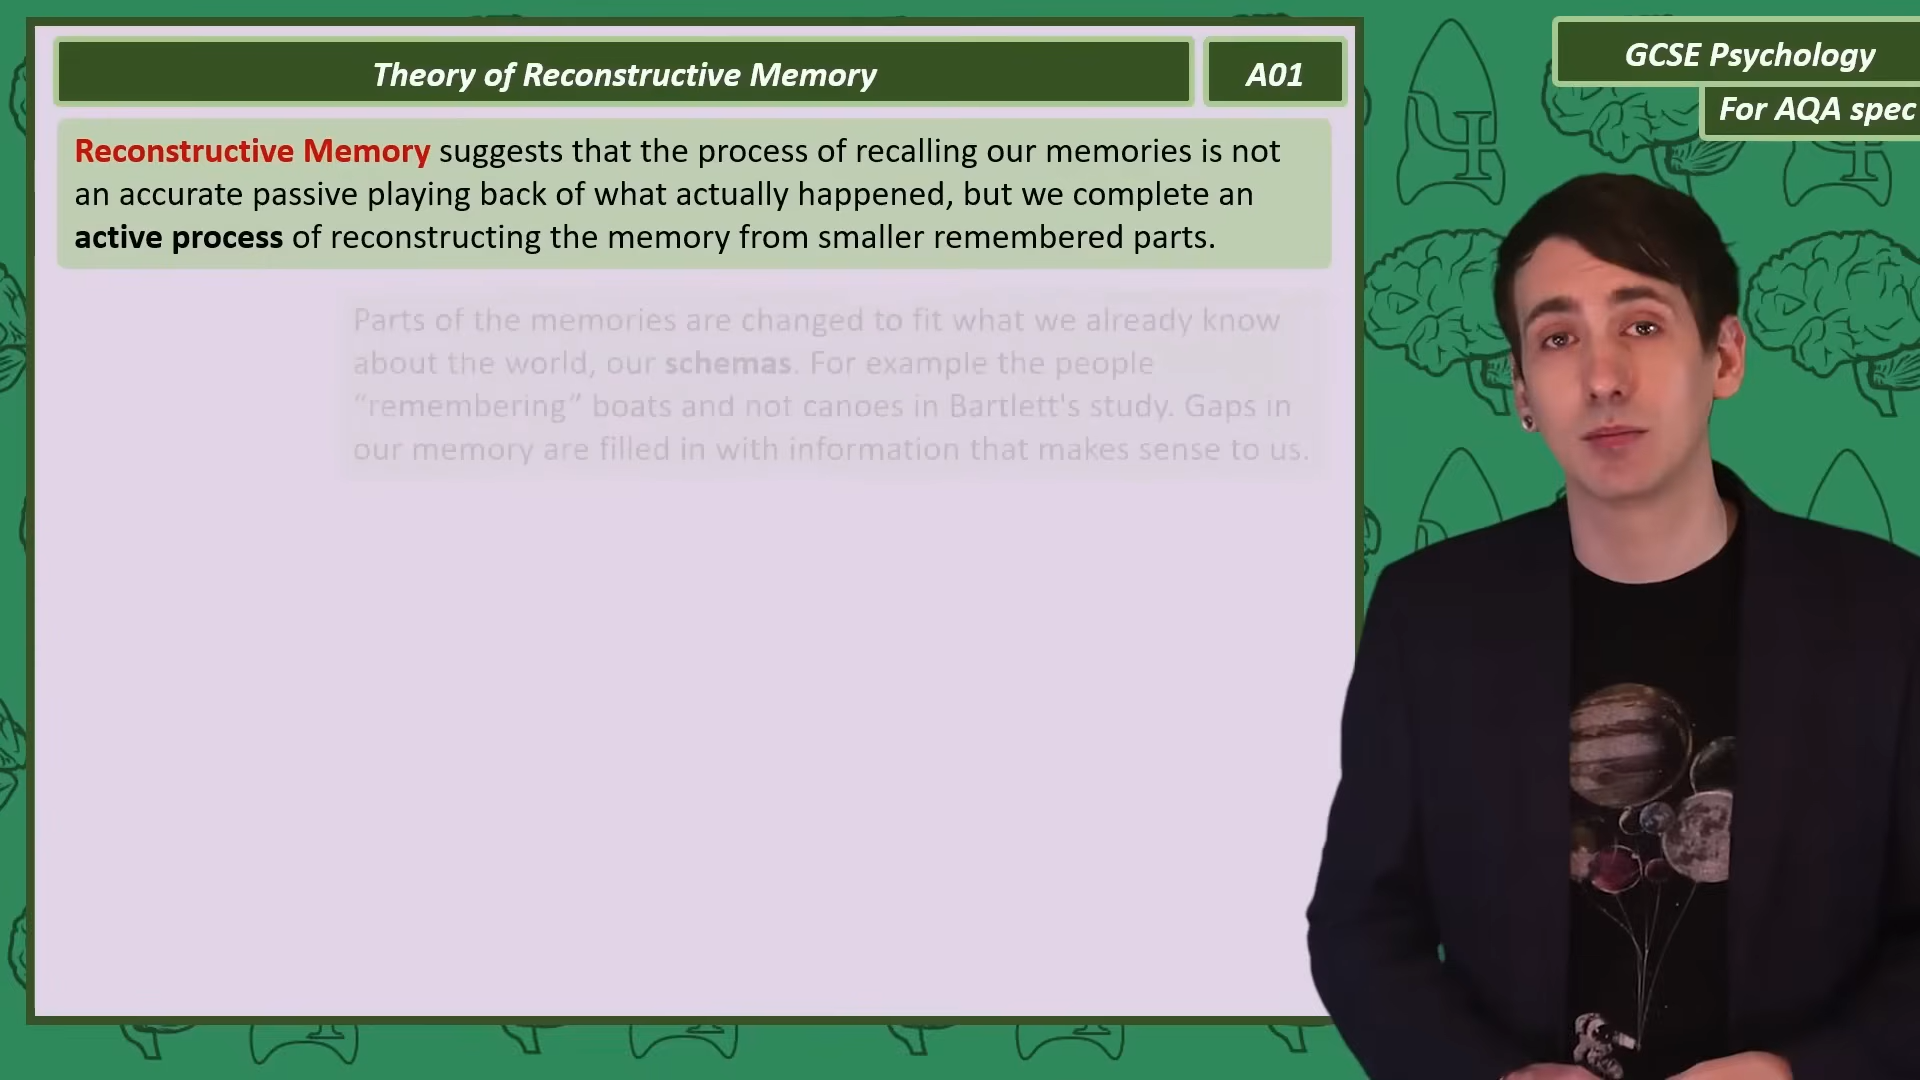 Theory of Reconstructive Memory
A01
GCSE Psychology
For AQA spec
Reconstructive Memory suggests that the process of recalling our memories is not
an accurate passive playing back of what actually happened, but we complete an
active process of reconstructing the memory from smaller remembered parts.
Parts of the memories are changed to fit what we already know
about the world, our schemas. For example the people
“remembering” boats and not canoes in Bartlett's study. Gaps in
our memory are filled in with information that makes sense to us.